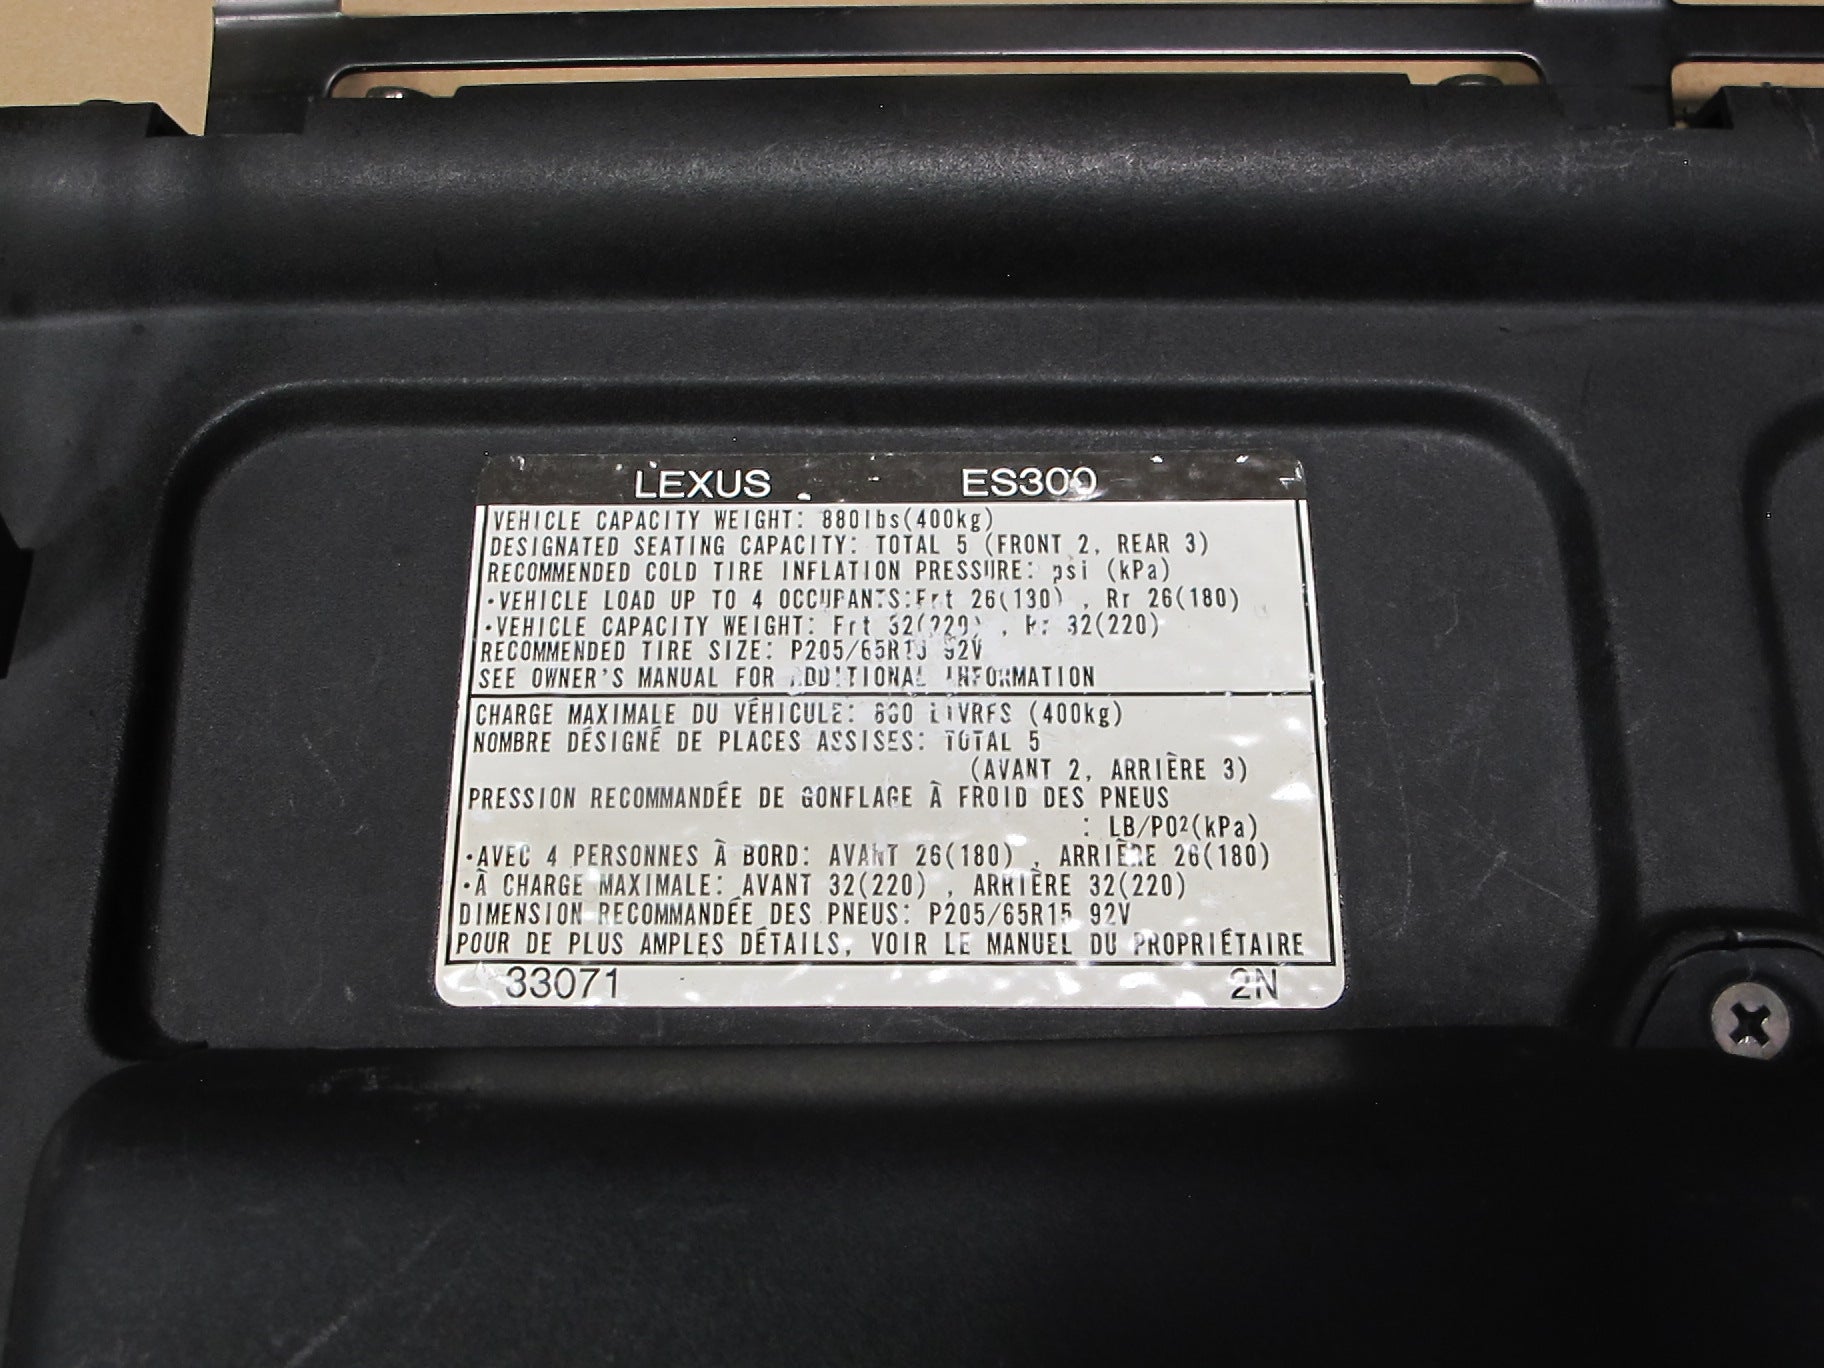 LEXUS ES300
VEHICLE CAPACITY WEIGHT: 880lbs(400kg)
DESIGNATED SEATING CAPACITY: TOTAL 5 (FRONT 2, REAR 3)
RECOMMENDED COLD TIRE INFLATION PRESSURE: psi (kPa)
•VEHICLE LOAD UP TO 4 OCCUPANTS:Frt 26(180) , Rr 26(180)
•VEHICLE CAPACITY WEIGHT: Frt 32(220) , Rr 32(220)
RECOMMENDED TIRE SIZE: P205/65R15 92V
SEE OWNER'S MANUAL FOR ADDITIONAL INFORMATION
CHARGE MAXIMALE DU VÉHICULE: 880 LIVRES (400kg)
NOMBRE DÉSIGNÉ DE PLACES ASSISES: TOTAL 5
(AVANT 2, ARRIÈRE 3)
PRESSION RECOMMANDÉE DE GONFLAGE À FROID DES PNEUS
: LB/PO²(kPa)
•AVEC 4 PERSONNES À BORD: AVANT 26(180) , ARRIÈRE 26(180)
•À CHARGE MAXIMALE: AVANT 32(220) , ARRIÈRE 32(220)
DIMENSION RECOMMANDÉE DES PNEUS: P205/65R15 92V
POUR DE PLUS AMPLES DÉTAILS, VOIR LE MANUEL DU PROPRIÉTAIRE
33071 2N